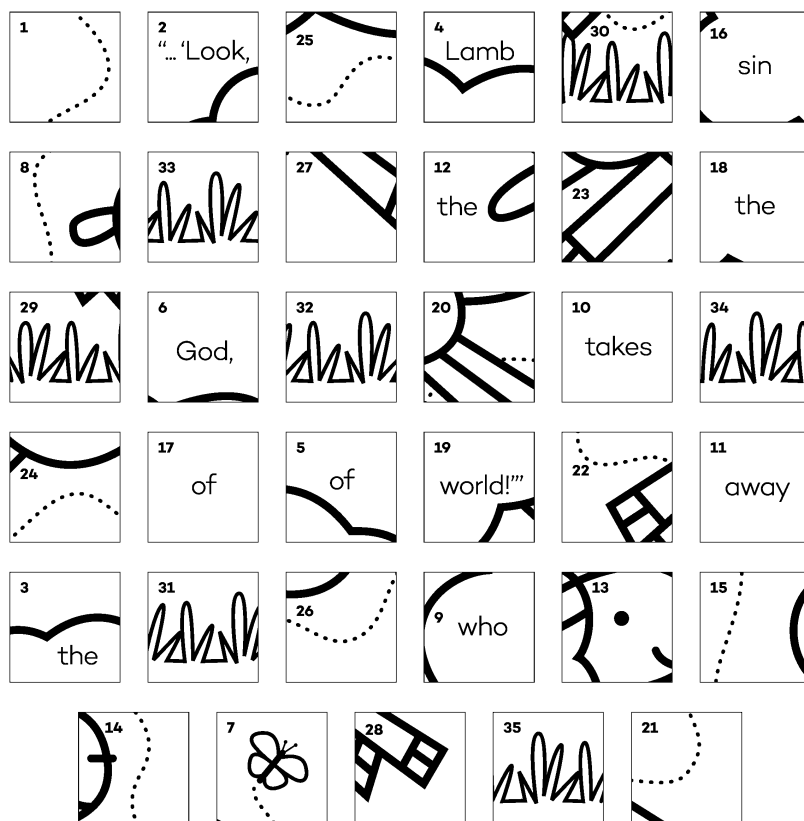 1
2
“... ‘Look,
25
4
Lamb
30
16
sin
8
33
27
12
the
23
18
the
29
6
God,
32
20
10
takes
34
24
17
of
5
of
19
world!’”
22
11
away
3
the
31
26
9
who
13
15
14
7
28
35
21